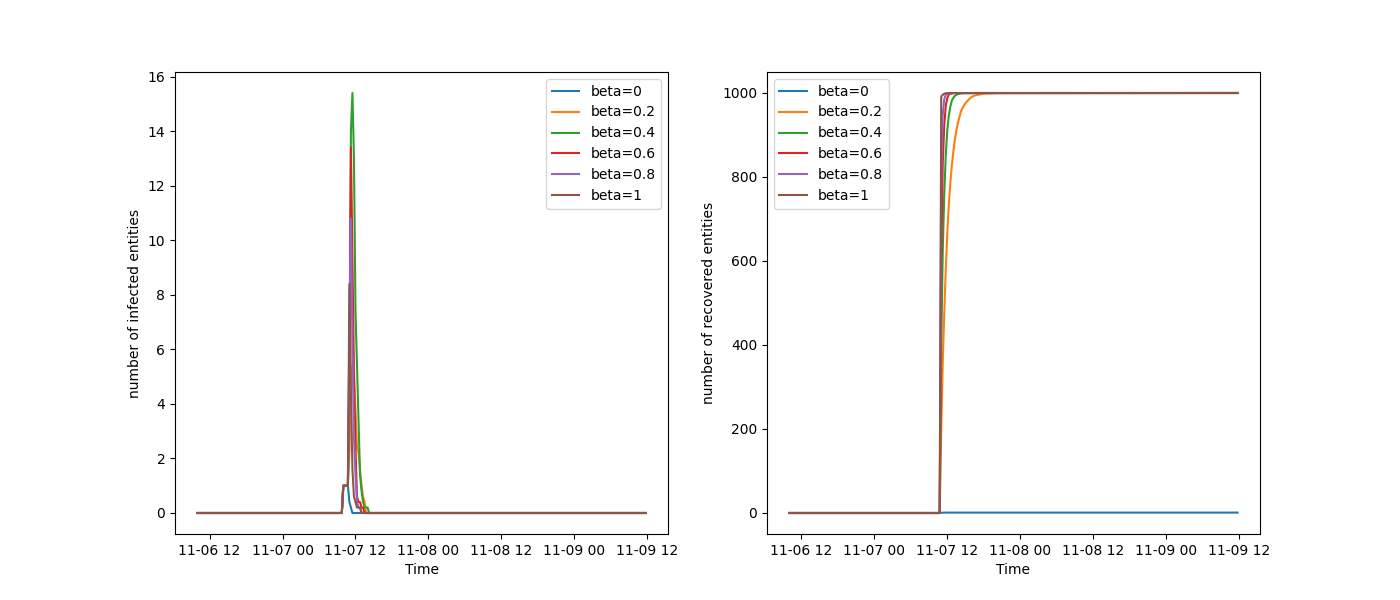 16
14
12
10
8
6
4
2
0
number of infected entities
beta=0
beta=0.2
beta=0.4
beta=0.6
beta=0.8
beta=1
11-06 12 11-07 00 11-07 12 11-08 00 11-08 12 11-09 00 11-09 12
Time
1000
800
600
400
200
0
number of recovered entities
beta=0
beta=0.2
beta=0.4
beta=0.6
beta=0.8
beta=1
11-06 12 11-07 00 11-07 12 11-08 00 11-08 12 11-09 00 11-09 12
Time